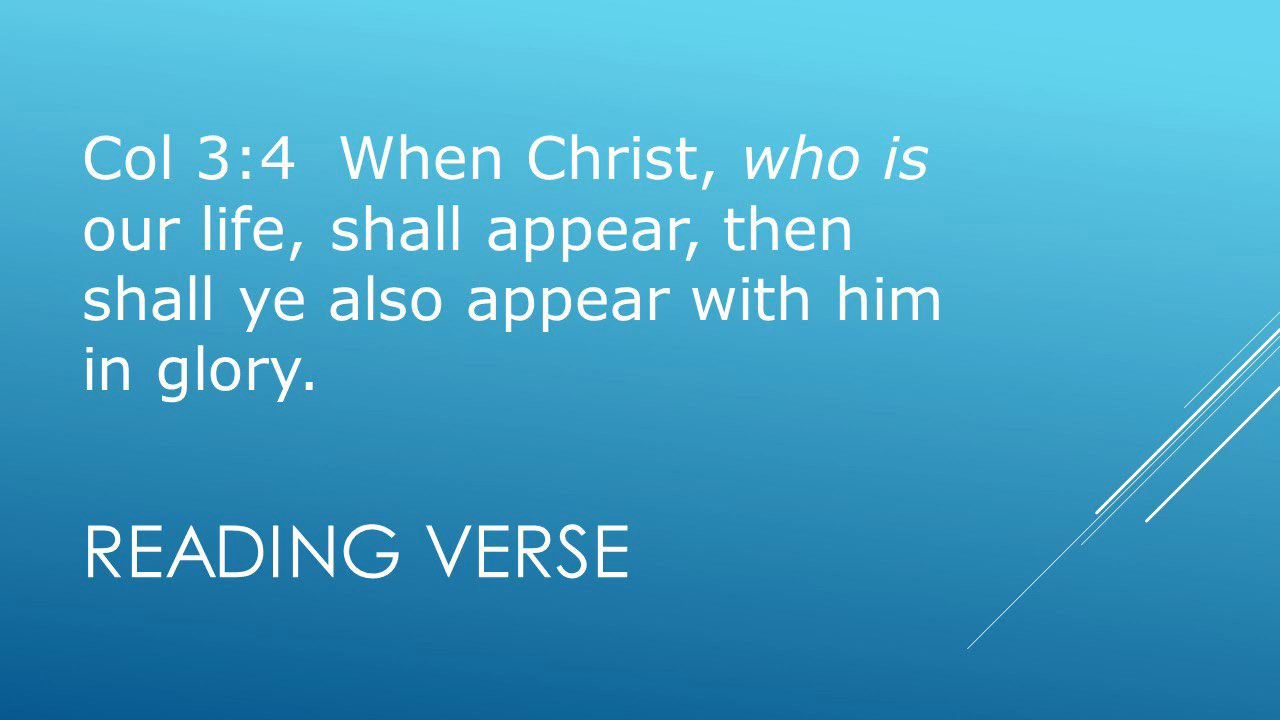 Col 3:4  When Christ, who is
our life, shall appear, then
shall ye also appear with him
in glory.
READING VERSE